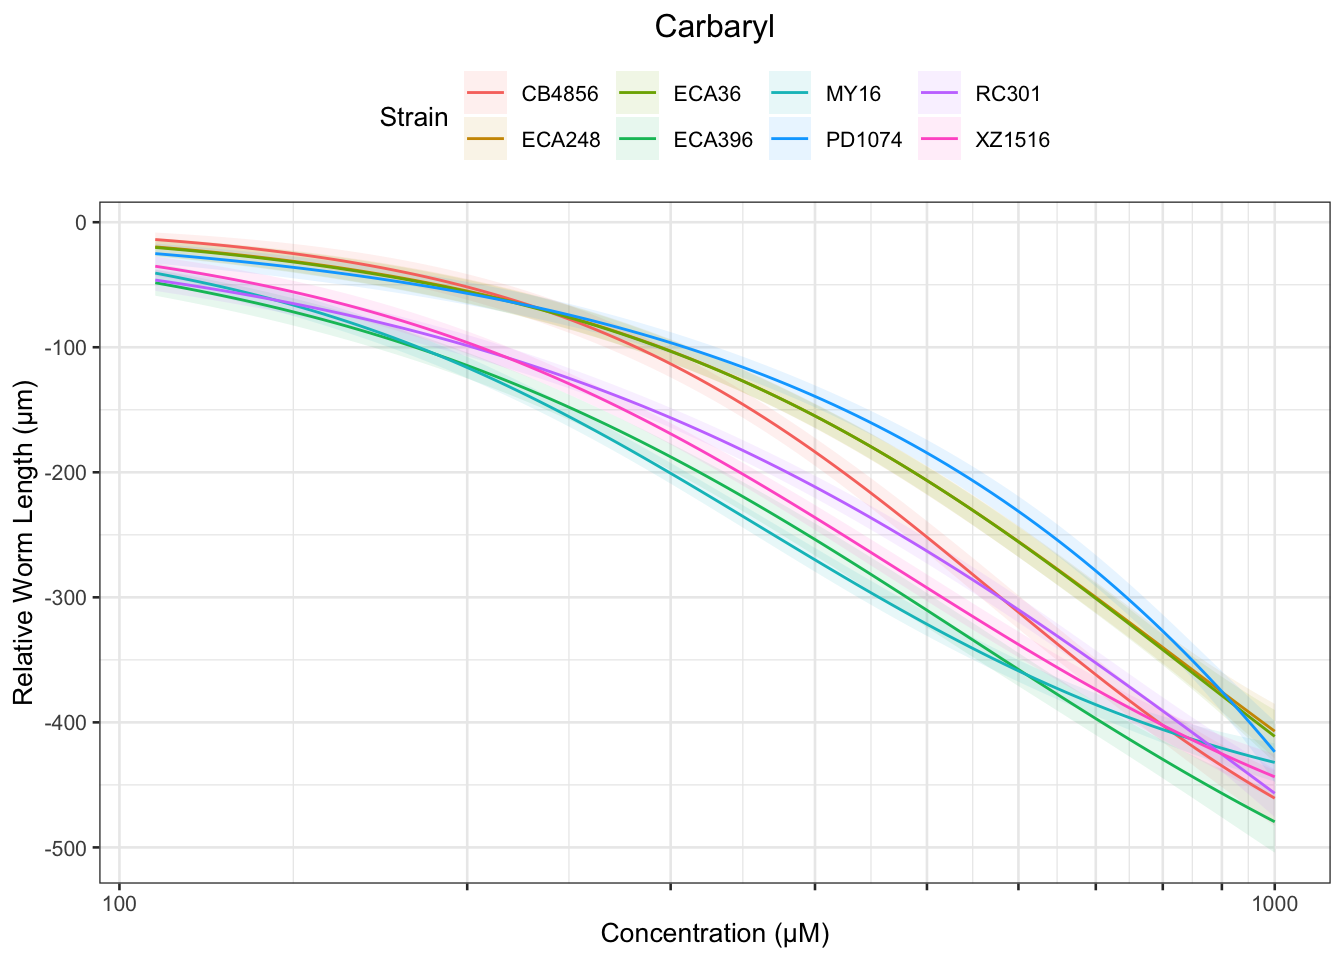 Carbaryl
Strain
CB4856 ECA36 MY16 RC301
ECA248 ECA396 PD1074 XZ1516
Relative Worm Length (µm)
0
-100
-200
-300
-400
-500
100 1000
Concentration (µM)